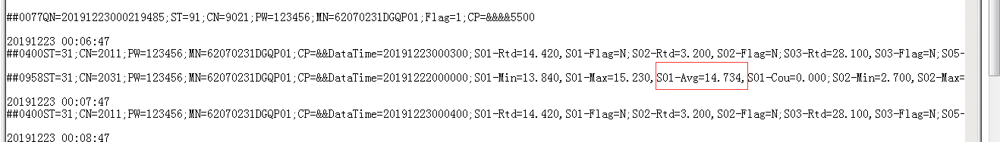 ##0077QN=20191223000219485;ST=91;CN=9021;PW=123456;MN=62070231DGQP01;Flag=1;CP=&&&&5500
20191223 00:06:47
##0400ST=31;CN=2011;PW=123456;MN=62070231DGQP01;CP=&&DataTime=20191223000300;S01-Rtd=14.420,S01-Flag=N;S02-Rtd=3.200,S02-Flag=N;S03-Rtd=28.100,S03-Flag=N;S05-
##0958ST=31;CN=2031;PW=123456;MN=62070231DGQP01;CP=&&DataTime=20191222000000;S01-Min=13.840,S01-Max=15.230,S01-Avg=14.734,S01-Cou=0.000;S02-Min=2.700,S02-Max=
20191223 00:07:47
##0400ST=31;CN=2011;PW=123456;MN=62070231DGQP01;CP=&&DataTime=20191223000400;S01-Rtd=14.420,S01-Flag=N;S02-Rtd=3.200,S02-Flag=N;S03-Rtd=28.100,S03-Flag=N;S05-
20191223 00:08:47